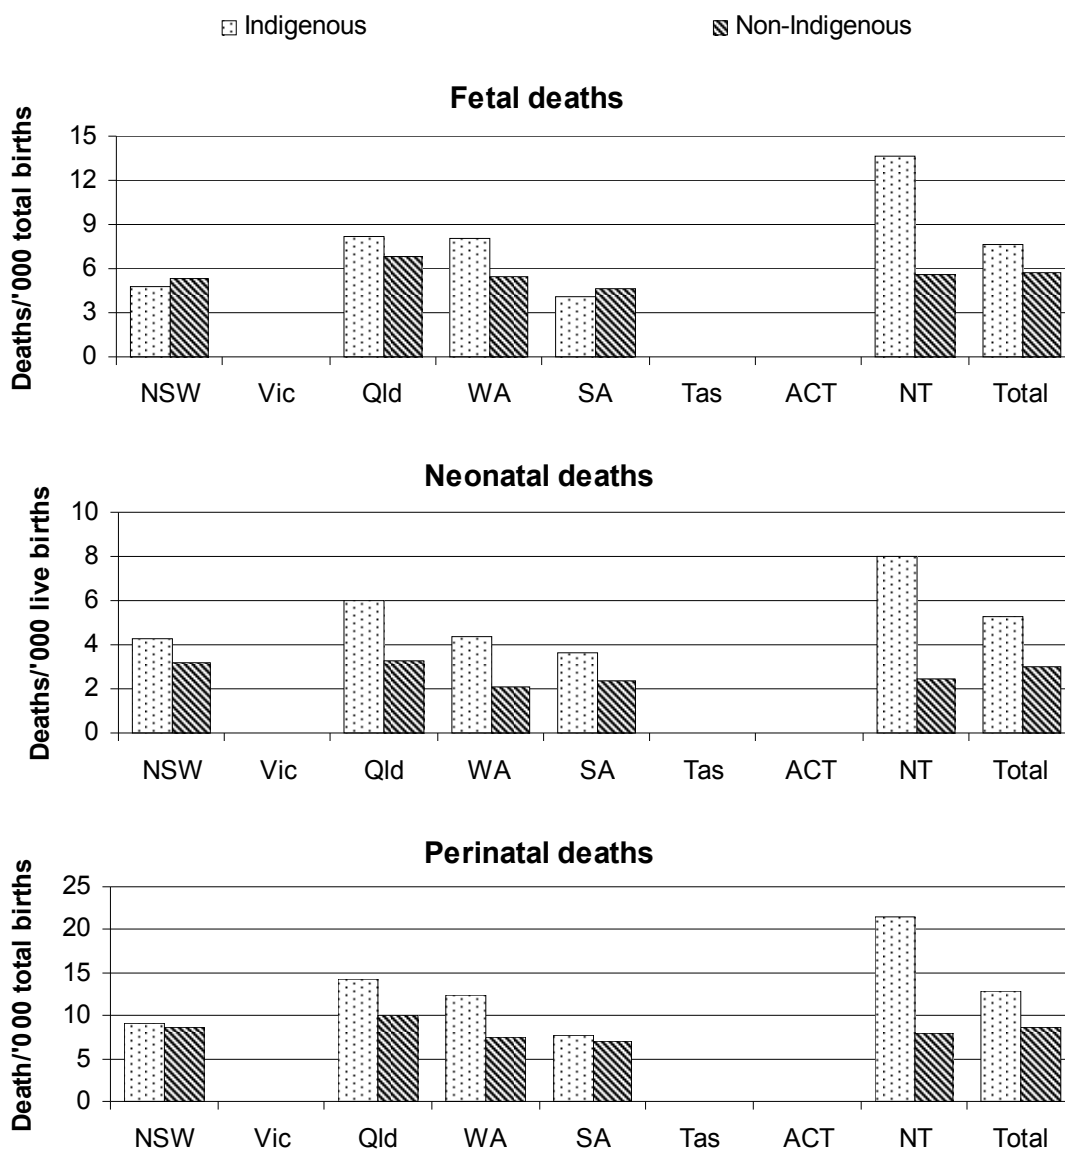 Indigenous Non-Indigenous
Fetal deaths
Deaths/'000 total births
15
12
9
6
3
0
NSW Vic Qld WA SA Tas ACT NT Total
Neonatal deaths
Deaths/'000 live births
10
8
6
4
2
0
NSW Vic Qld WA SA Tas ACT NT Total
Perinatal deaths
Death/'000 total births
25
20
15
10
5
0
NSW Vic Qld WA SA Tas ACT NT Total